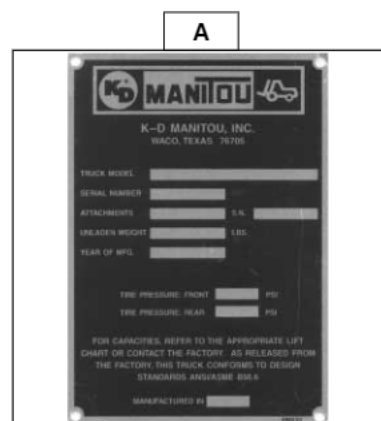 A
KD MANITOU
K-D MANITOU, INC.
WACO, TEXAS 76705
TRUCK MODEL
SERIAL NUMBER
ATTACHMENTS S.N.
UNLADEN WEIGHT LBS.
YEAR OF MFG.
TIRE PRESSURE, FRONT PSI
TIRE PRESSURE, REAR PSI
FOR CAPACITIES, REFER TO THE APPROPRIATE LIFT
CHART OR CONTACT THE FACTORY. AS RELEASED FROM
THE FACTORY, THIS TRUCK CONFORMS TO DESIGN
STANDARDS ANSI/ASME B56.6
MANUFACTURED IN